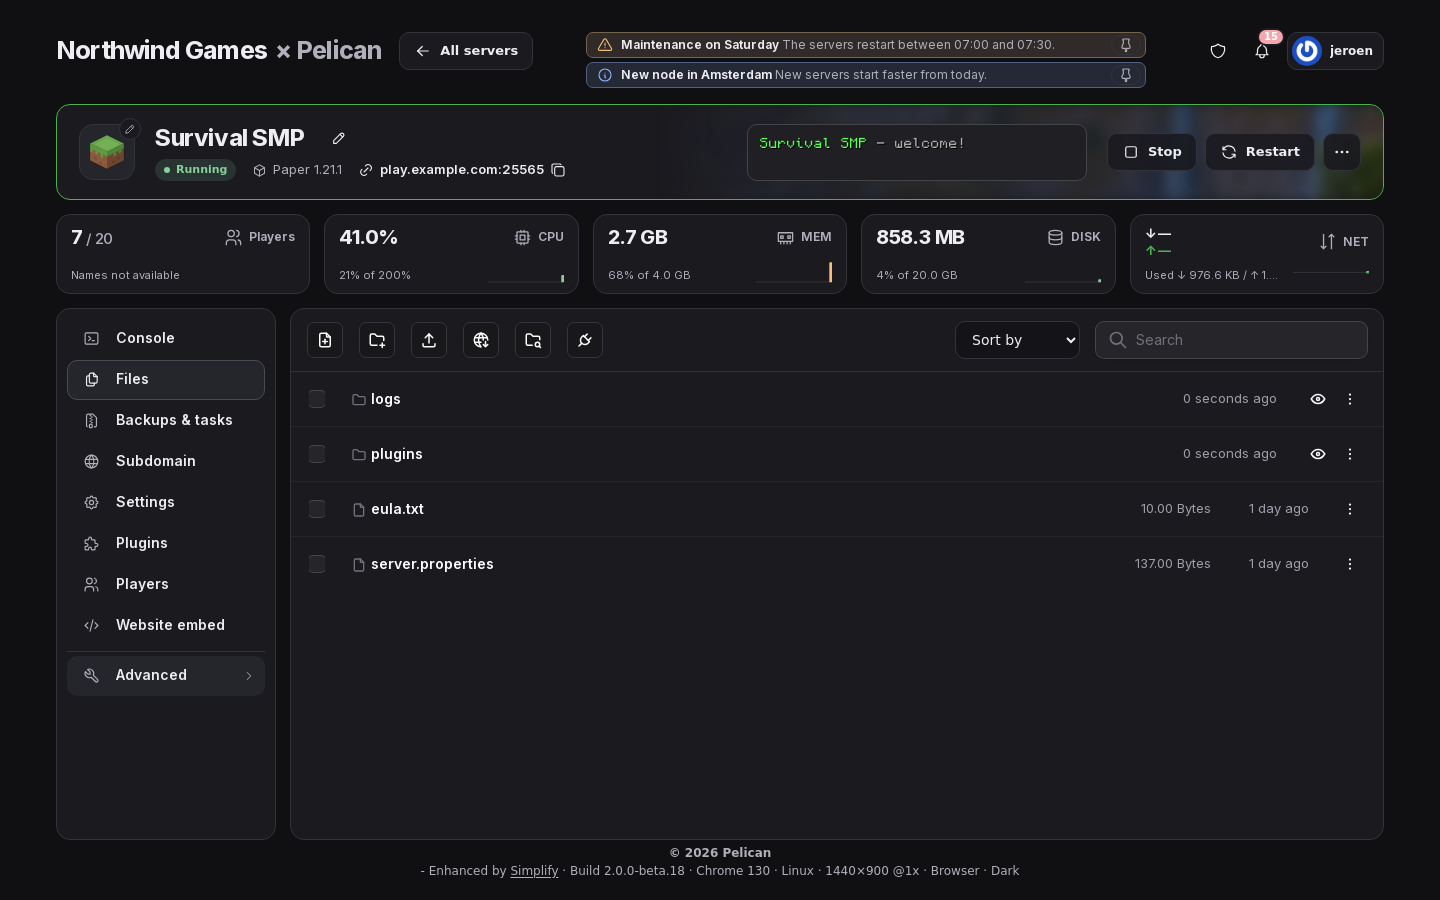 Northwind Games × Pelican
All servers
Maintenance on Saturday The servers restart between 07:00 and 07:30.
New node in Amsterdam New servers start faster from today.
15
jeroen
Survival SMP
Running
Paper 1.21.1
play.example.com:25565
Survival SMP - welcome!
Stop
Restart
7 / 20
Players
Names not available
41.0%
CPU
21% of 200%
2.7 GB
MEM
68% of 4.0 GB
858.3 MB
DISK
4% of 20.0 GB
↓—
↑—
NET
Used ↓ 976.6 KB / ↑ 1....
Console
Files
Backups & tasks
Subdomain
Settings
Plugins
Players
Website embed
Advanced
Sort by
Search
logs
0 seconds ago
plugins
0 seconds ago
eula.txt
10.00 Bytes
1 day ago
server.properties
137.00 Bytes
1 day ago
© 2026 Pelican
- Enhanced by Simplify · Build 2.0.0-beta.18 · Chrome 130 · Linux · 1440×900 @1x · Browser · Dark